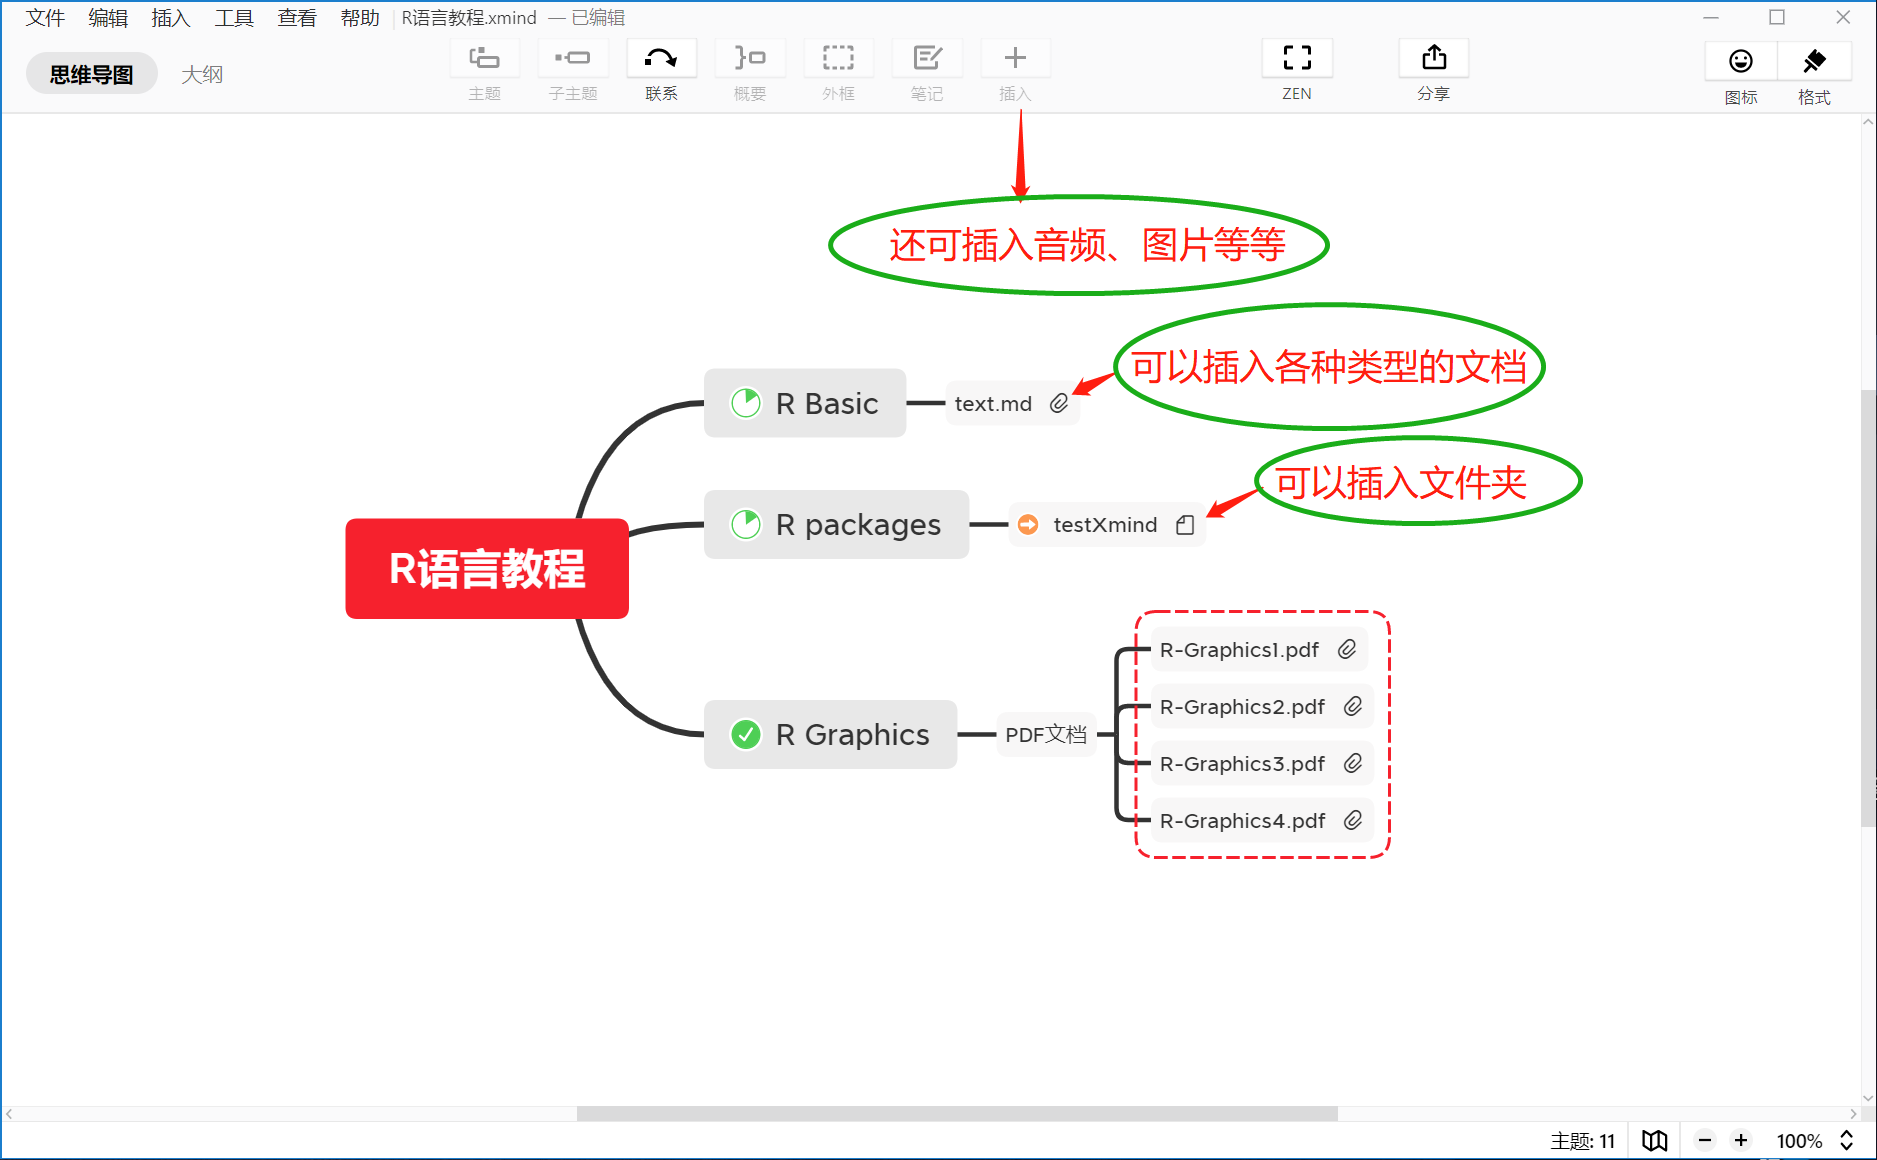 文件 编辑 插入 工具 查看 帮助 R语言教程.xmind — 已编辑
思维导图 大纲
主题 子主题 联系 概要 外框 笔记 插入 ZEN 分享 图标 格式
还可插入音频、图片等等
可以插入各种类型的文档
R Basic text.md
可以插入文件夹
R packages testXmind
R语言教程
R-Graphics1.pdf
R-Graphics2.pdf
R Graphics PDF文档
R-Graphics3.pdf
R-Graphics4.pdf
主题: 11 100%